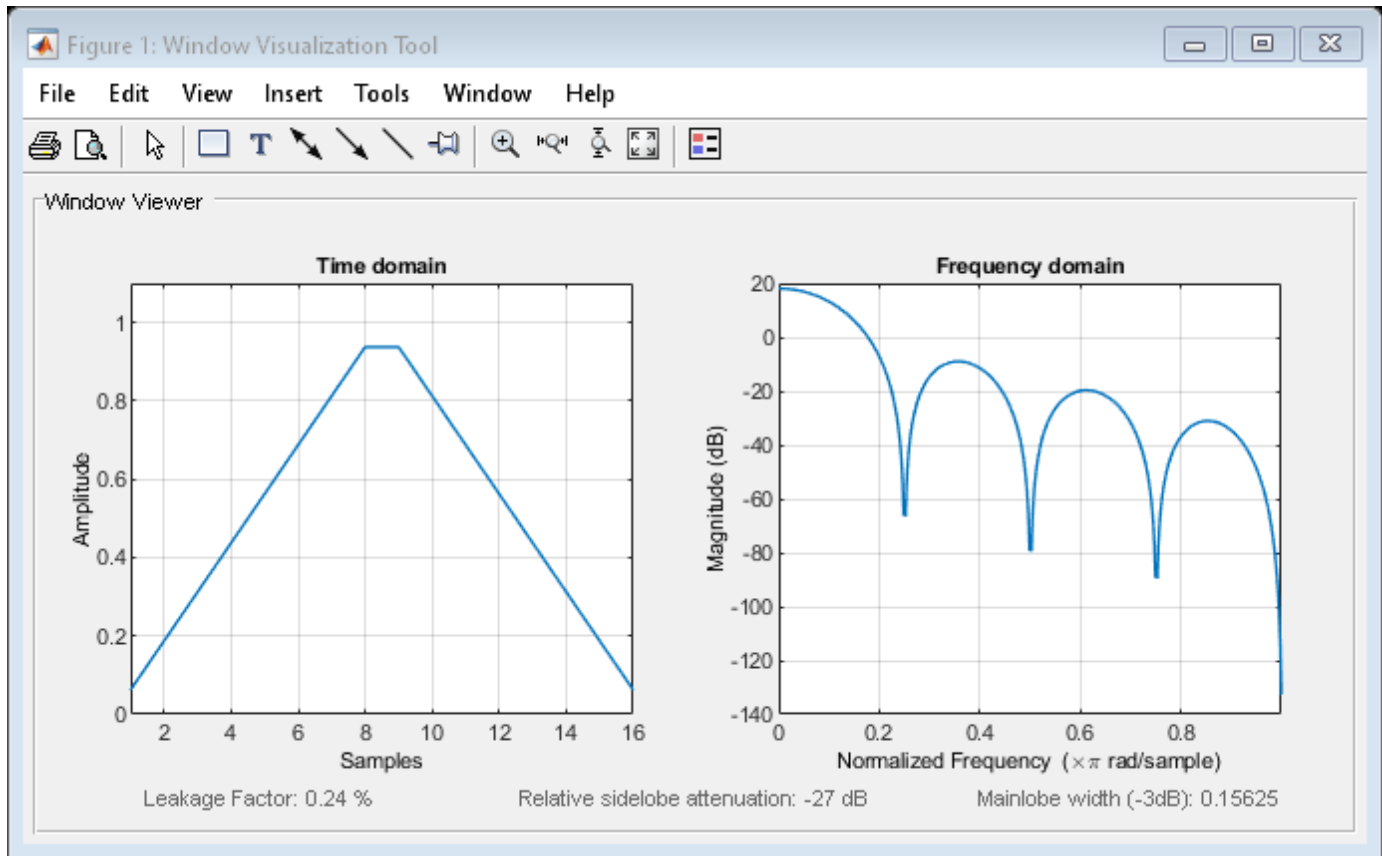 Figure 1: Window Visualization Tool
File Edit View Insert Tools Window Help
T
Window Viewer
Time domain
1
0.8
0.6
0.4
0.2
0
Amplitude
2 4 6 8 10 12 14 16
Samples
Frequency domain
20
0
-20
-40
-60
-80
-100
-120
-140
Magnitude (dB)
0 0.2 0.4 0.6 0.8
Normalized Frequency (×π rad/sample)
Leakage Factor: 0.24 % Relative sidelobe attenuation: -27 dB Mainlobe width (-3dB): 0.15625